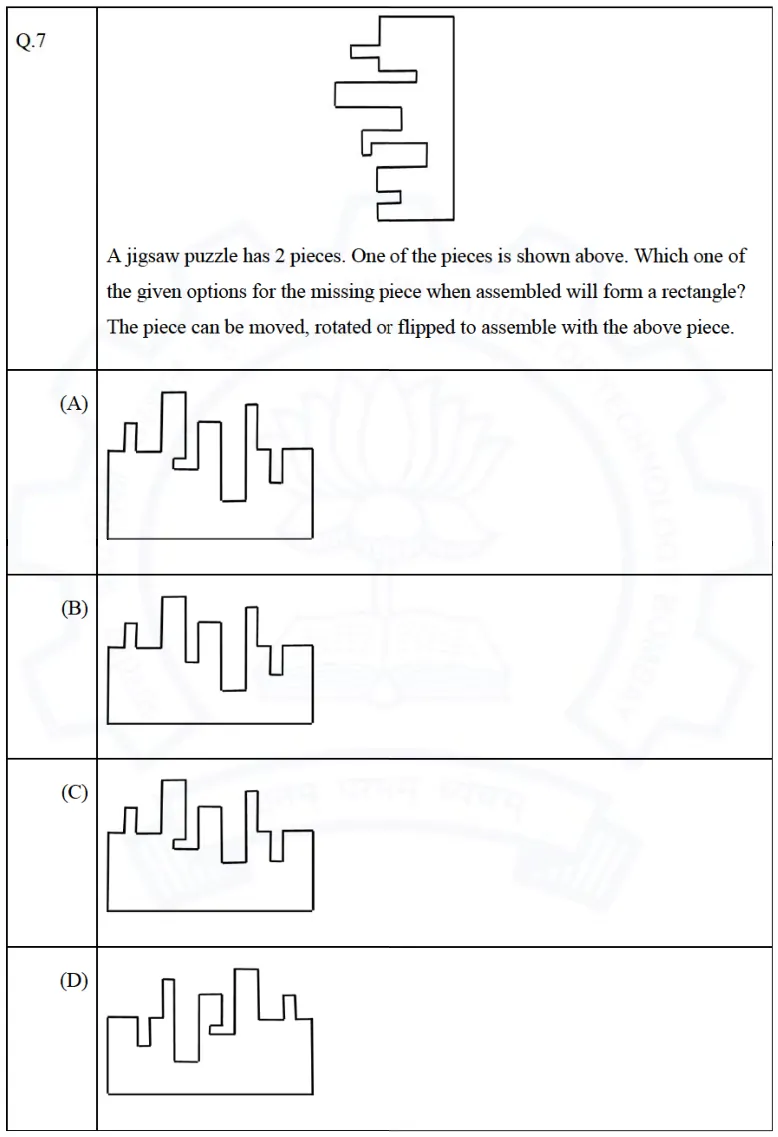 Q.7
A jigsaw puzzle has 2 pieces. One of the pieces is shown above. Which one of
the given options for the missing piece when assembled will form a rectangle?
The piece can be moved, rotated or flipped to assemble with the above piece.
(A)
(B)
(C)
(D)